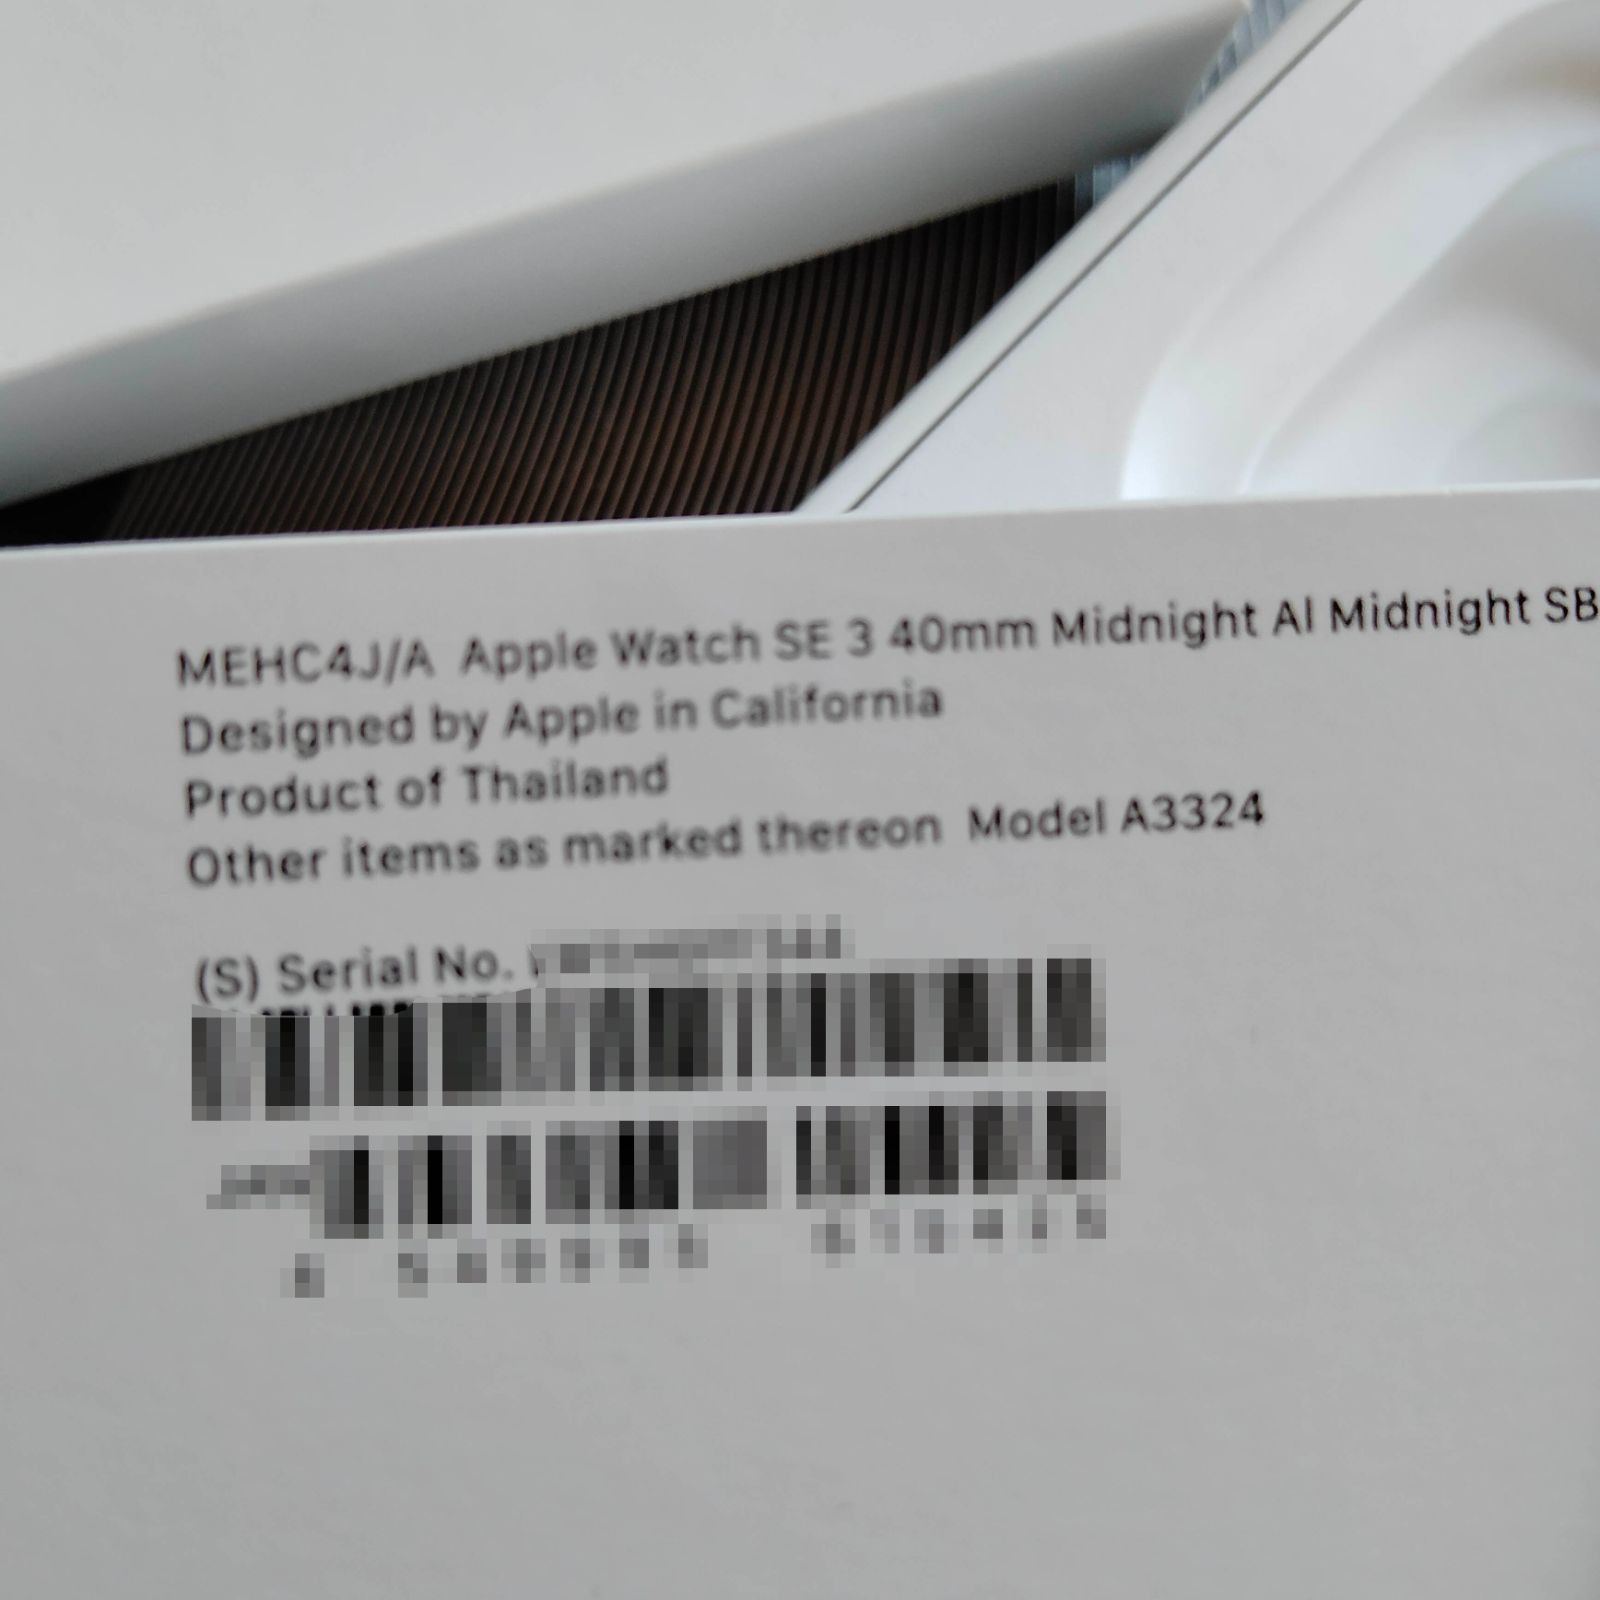 MEHC4J/A Apple Watch SE 3 40mm Midnight Al Midnight SB
Designed by Apple in California
Product of Thailand
Other items as marked thereon Model A3324
(S) Serial No.